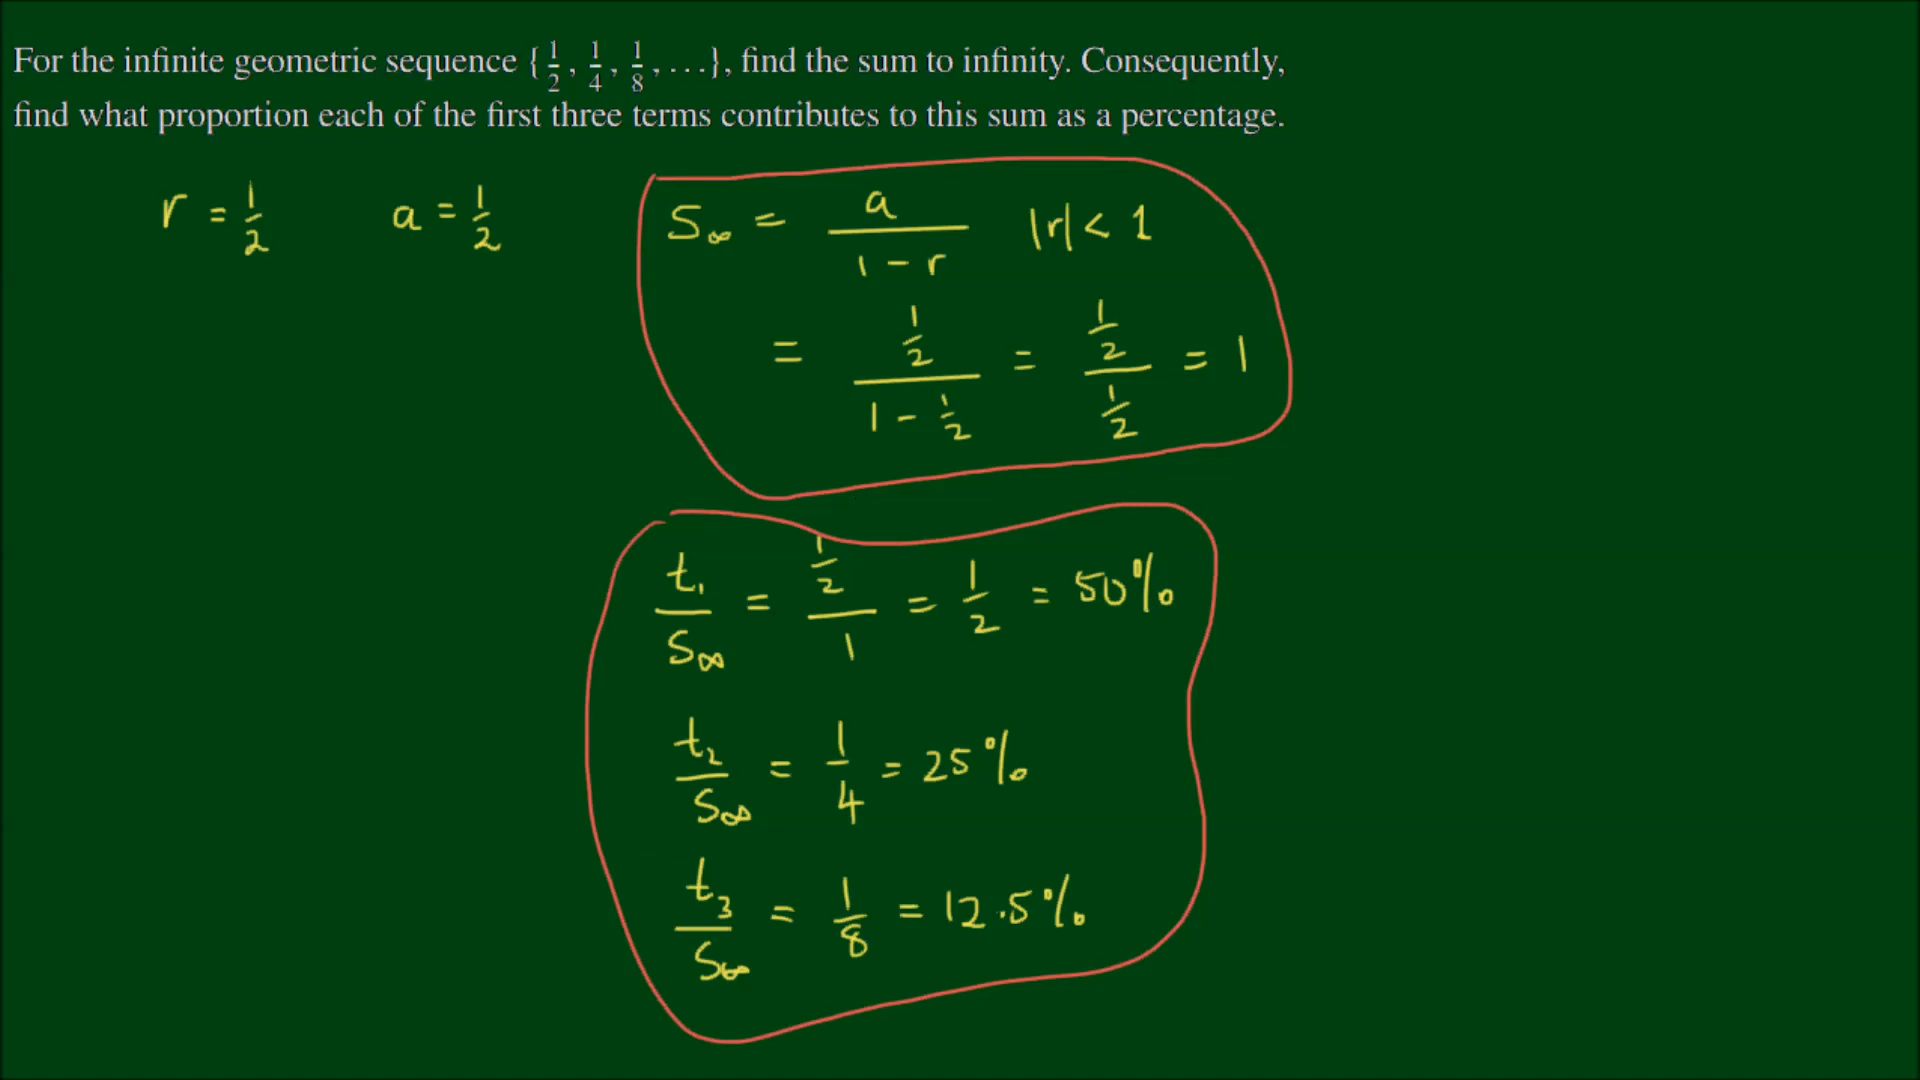 For the infinite geometric sequence {1/2, 1/4, 1/8, …}, find the sum to infinity. Consequently,
find what proportion each of the first three terms contributes to this sum as a percentage.
r = 1/2 a = 1/2
S∞ = a/(1 - r) |r| < 1
= (1/2)/(1 - 1/2) = (1/2)/(1/2) = 1
t₁/S∞ = (1/2)/1 = 1/2 = 50%
t₂/S∞ = 1/4 = 25%
t₃/S∞ = 1/8 = 12.5%